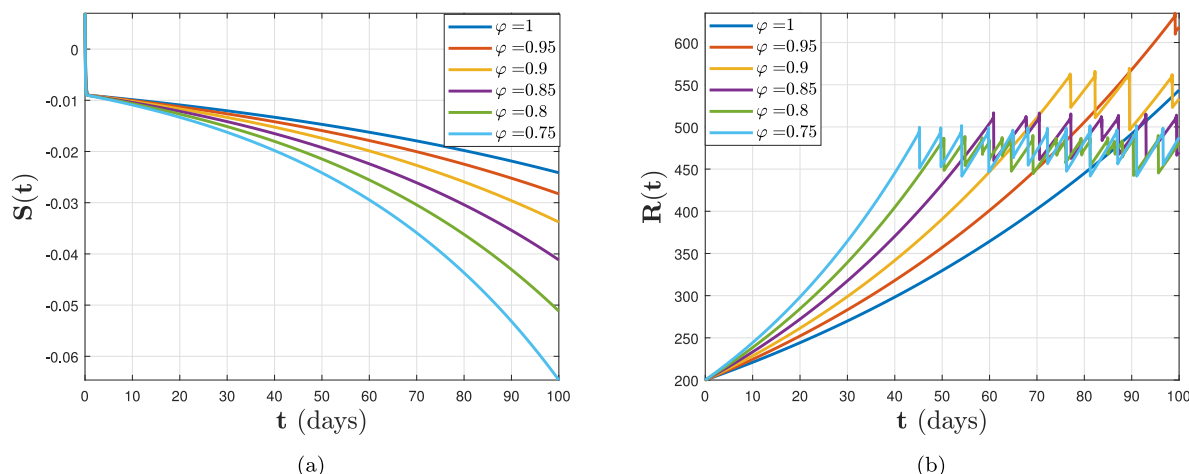 0
-0.01
-0.02
-0.03
-0.04
-0.05
-0.06
S(t)
0 10 20 30 40 50 60 70 80 90 100
t (days)
φ =1
φ =0.95
φ =0.9
φ =0.85
φ =0.8
φ =0.75
(a)
600
550
500
450
400
350
300
250
200
R(t)
0 10 20 30 40 50 60 70 80 90 100
t (days)
φ =1
φ =0.95
φ =0.9
φ =0.85
φ =0.8
φ =0.75
(b)